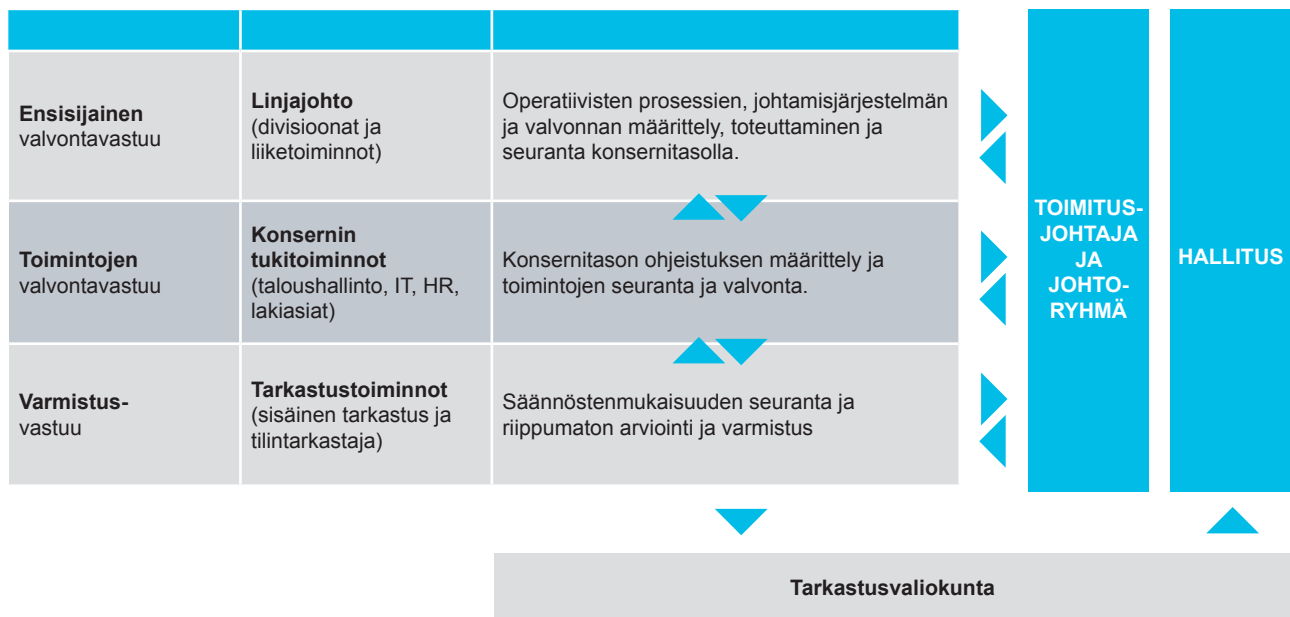 Ensisijainen
valvontavastuu
Linjajohto
(divisioonat ja
liiketoiminnot)
Operatiivisten prosessien, johtamisjärjestelmän
ja valvonnan määrittely, toteuttaminen ja
seuranta konsernitasolla.
Toimintojen
valvontavastuu
Konsernin
tukitoiminnot
(taloushallinto, IT, HR,
lakiasiat)
Konsernitason ohjeistuksen määrittely ja
toimintojen seuranta ja valvonta.
Varmistus-
vastuu
Tarkastustoiminnot
(sisäinen tarkastus ja
tilintarkastaja)
Säännöstenmukaisuuden seuranta ja
riippumaton arviointi ja varmistus
TOIMITUS-
JOHTAJA
JA
JOHTO-
RYHMÄ
HALLITUS
Tarkastusvaliokunta